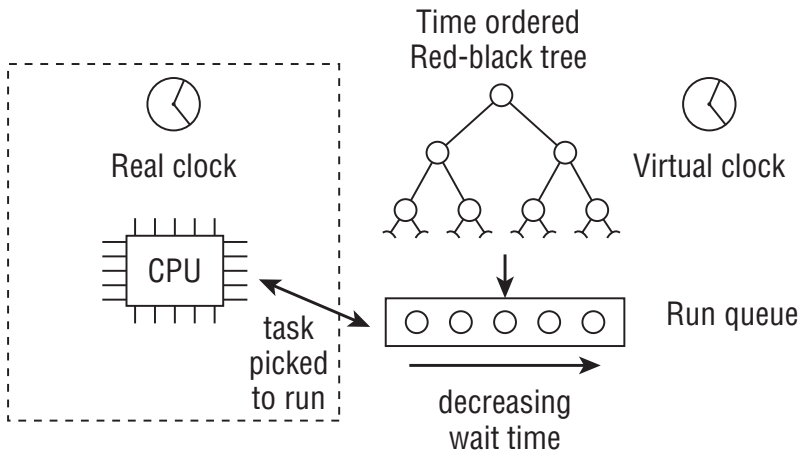 Time ordered
Red-black tree
Real clock
Virtual clock
CPU
task
picked
to run
Run queue
decreasing
wait time